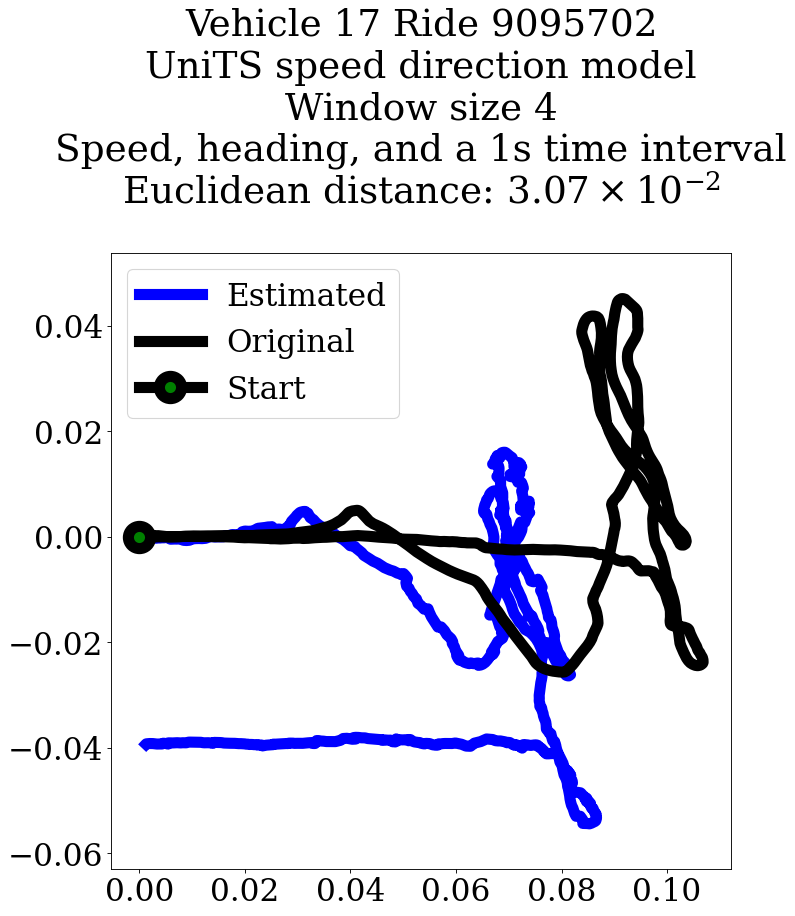 Vehicle 17 Ride 9095702
UniTS speed direction model
Window size 4
Speed, heading, and a 1s time interval
Euclidean distance: 3.07 × 10⁻²
Estimated
Original
Start
0.04
0.02
0.00
−0.02
−0.04
−0.06
0.00 0.02 0.04 0.06 0.08 0.10